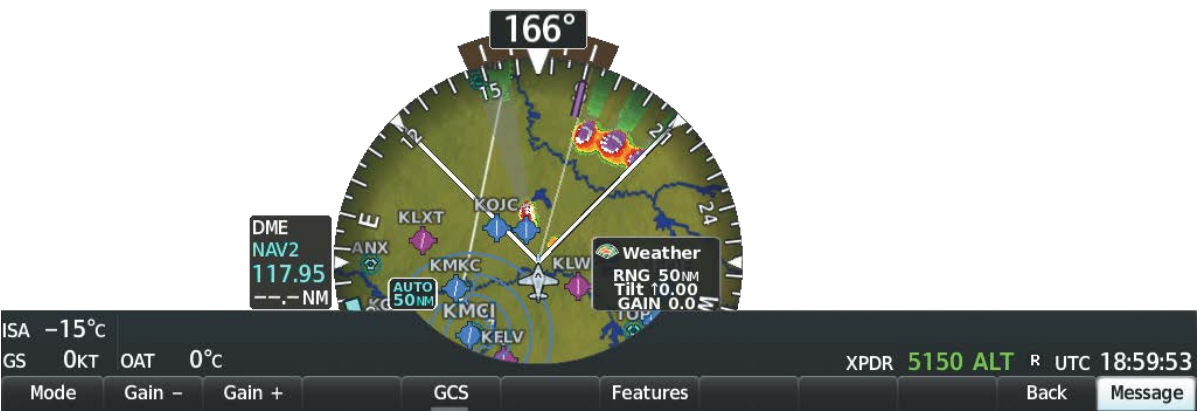 166°
15
12
21
24
E
KOJC
KLXT
ANX
KMKC
KLW
KMCI
KFLV
TOP
DME
NAV2
117.95
--.- NM
AUTO
50NM
Weather
RNG 50NM
Tilt ↑0.00
GAIN 0.0
ISA −15°C
GS 0KT OAT 0°C
XPDR 5150 ALT R UTC 18:59:53
Mode Gain − Gain + GCS Features Back Message